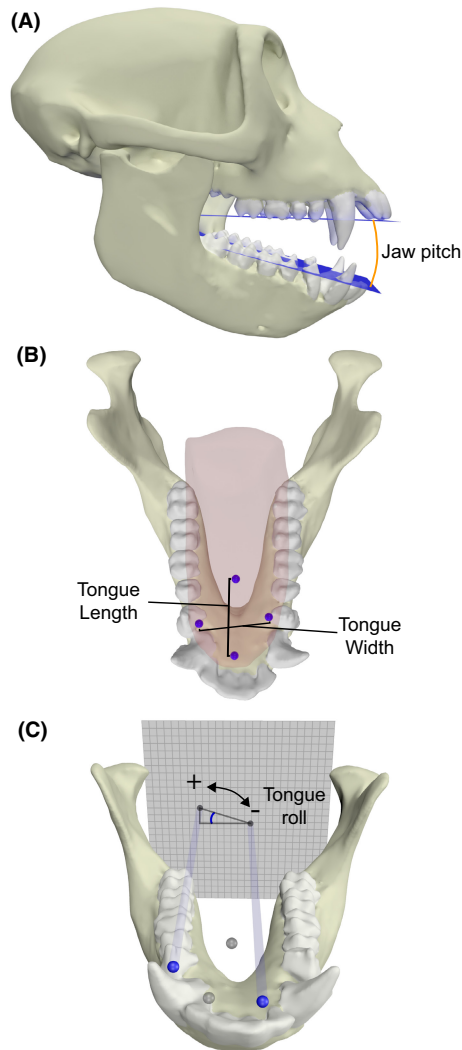 (A)
Jaw pitch
(B)
Tongue
Length
Tongue
Width
(C)
+
-
Tongue
roll